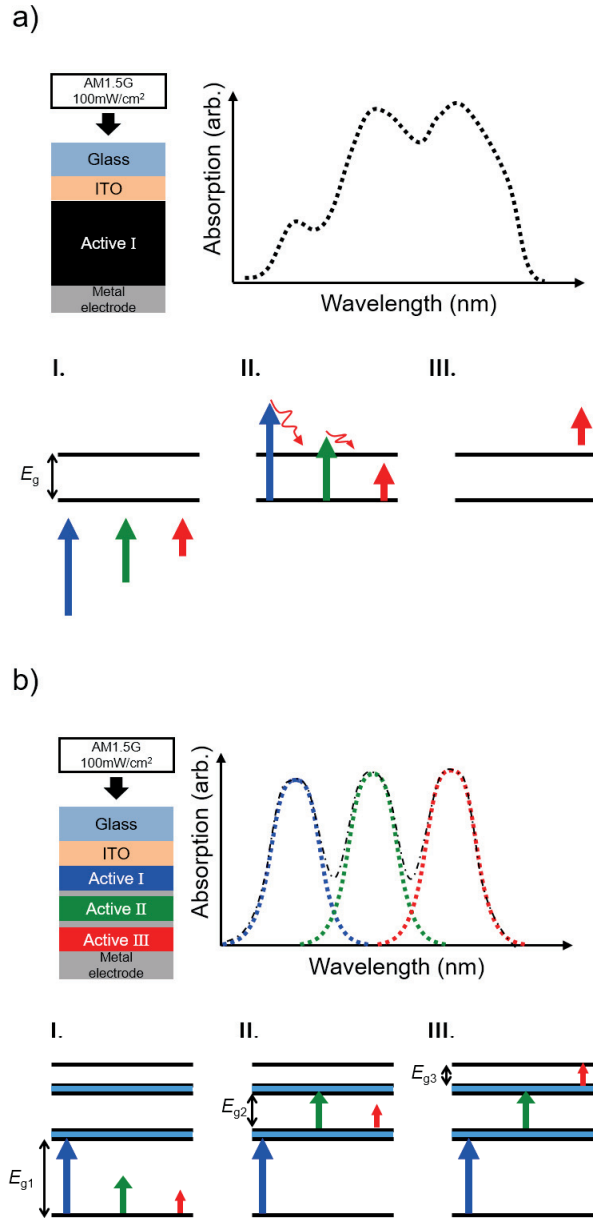 a)
AM1.5G
100mW/cm²
Glass
ITO
Active I
Metal
electrode
Absorption (arb.)
Wavelength (nm)
I.
II.
III.
Eg
b)
AM1.5G
100mW/cm²
Glass
ITO
Active I
Active II
Active III
Metal
electrode
Absorption (arb.)
Wavelength (nm)
I.
II.
III.
Eg1
Eg2
Eg3